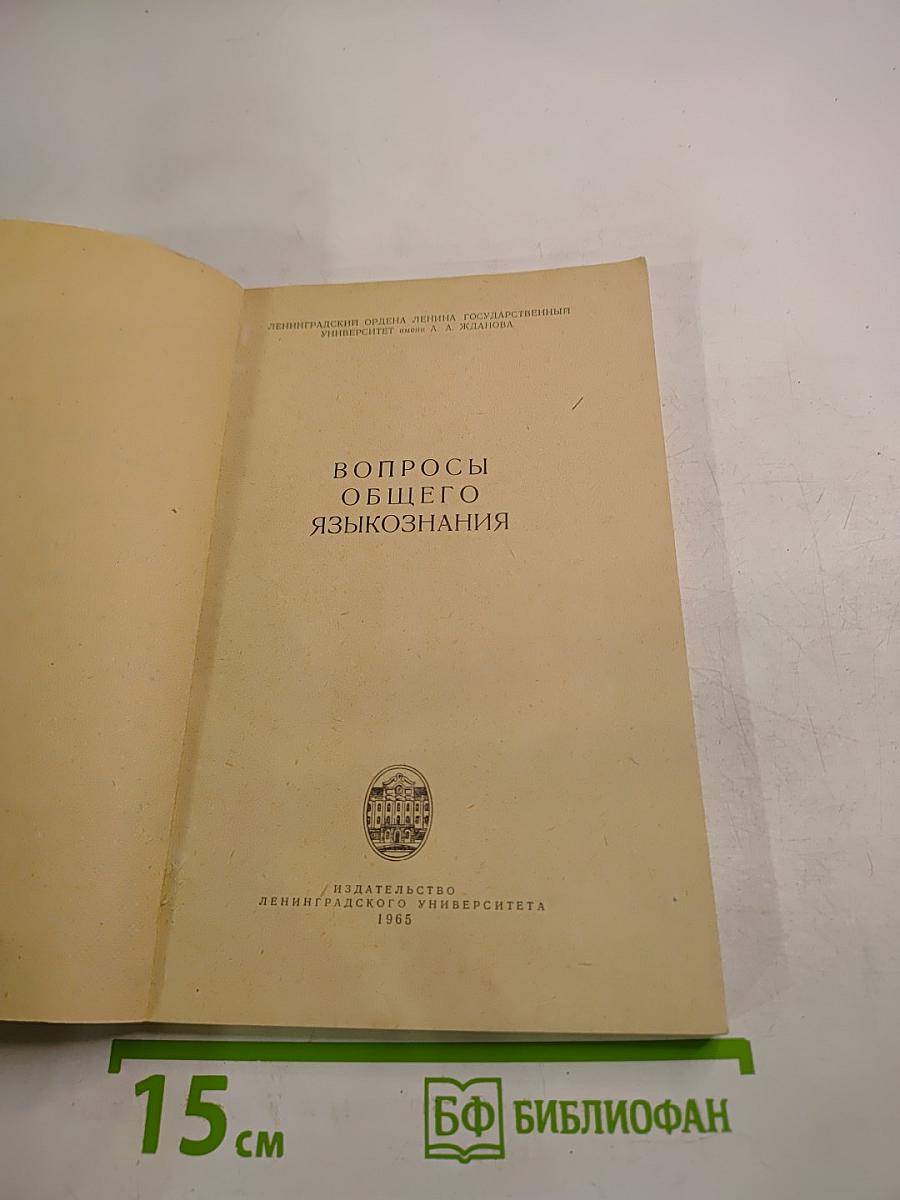 ЛЕНИНГРАДСКИЙ ОРДЕНА ЛЕНИНА ГОСУДАРСТВЕННЫЙ
УНИВЕРСИТЕТ имени А. А. ЖДАНОВА
ВОПРОСЫ
ОБЩЕГО
ЯЗЫКОЗНАНИЯ
ИЗДАТЕЛЬСТВО
ЛЕНИНГРАДСКОГО УНИВЕРСИТЕТА
1965
15 см
БФ БИБЛИОФАН